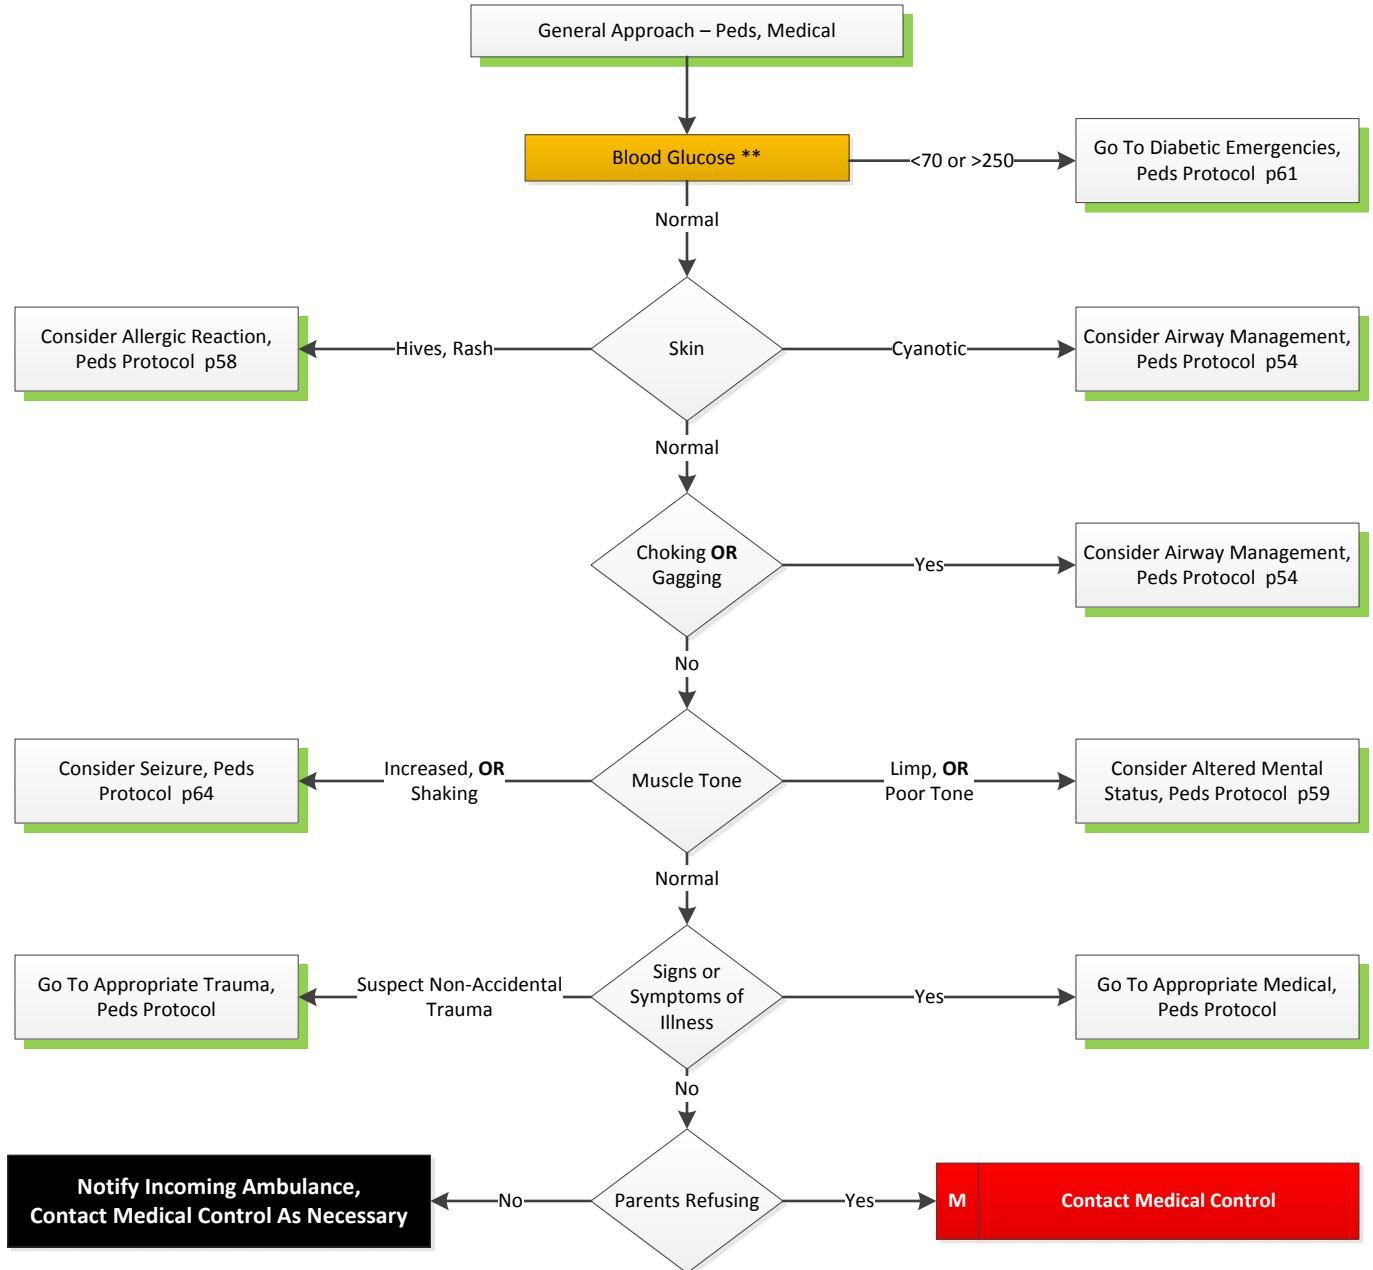 General Approach – Peds, Medical
Blood Glucose **
<70 or >250
Go To Diabetic Emergencies,
Peds Protocol  p61
Normal
Consider Allergic Reaction,
Peds Protocol  p58
Hives, Rash
Skin
Cyanotic
Consider Airway Management,
Peds Protocol  p54
Normal
Choking OR
Gagging
Yes
Consider Airway Management,
Peds Protocol  p54
No
Consider Seizure, Peds
Protocol  p64
Increased, OR
Shaking
Muscle Tone
Limp, OR
Poor Tone
Consider Altered Mental
Status, Peds Protocol  p59
Normal
Go To Appropriate Trauma,
Peds Protocol
Suspect Non-Accidental
Trauma
Signs or
Symptoms of
Illness
Yes
Go To Appropriate Medical,
Peds Protocol
No
Notify Incoming Ambulance,
Contact Medical Control As Necessary
No
Parents Refusing
Yes
M
Contact Medical Control